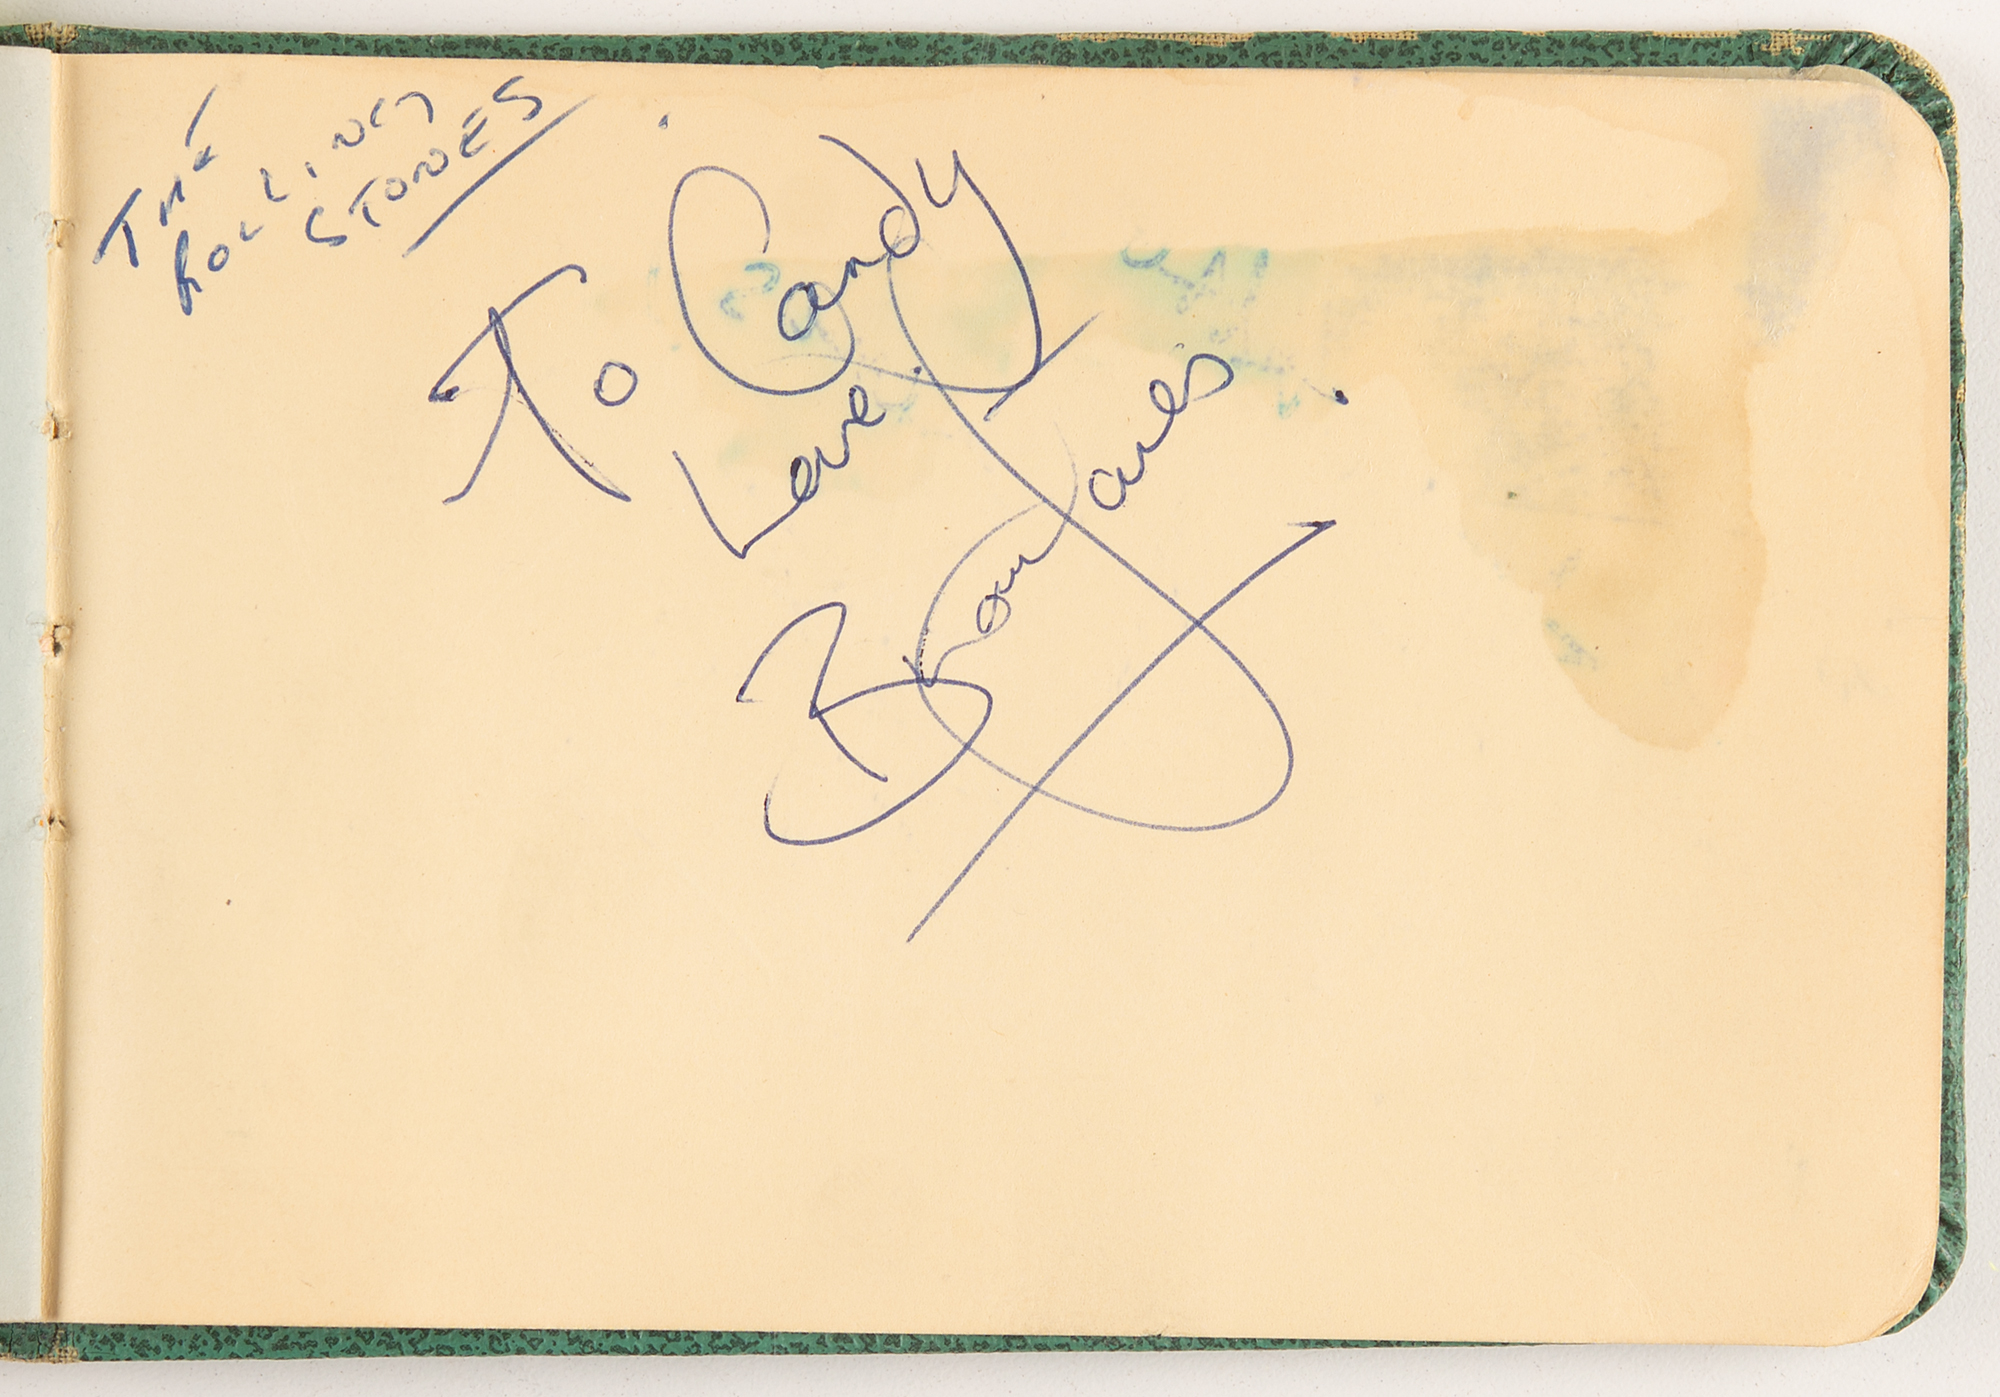 THE
ROLLING
STONES
To Candy
Love
Brian Jones